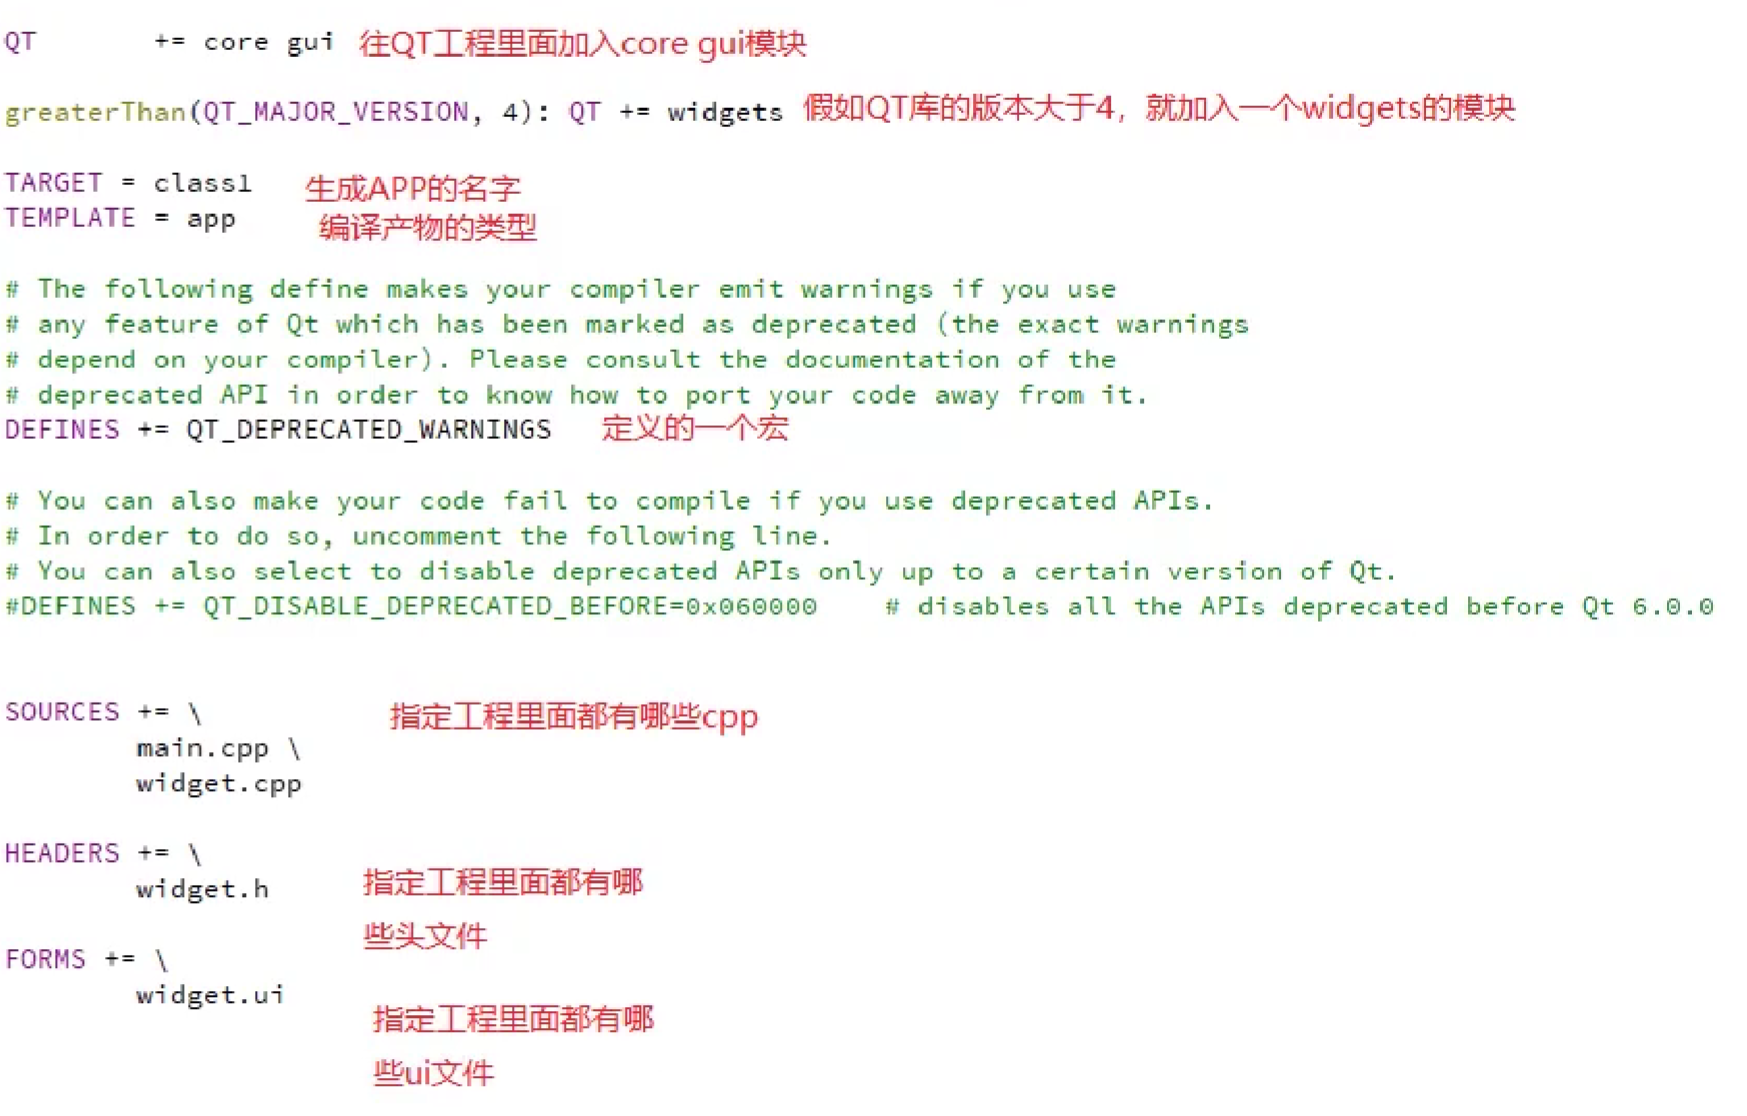 QT       += core gui 往QT工程里面加入core gui模块
greaterThan(QT_MAJOR_VERSION, 4): QT += widgets 假如QT库的版本大于4，就加入一个widgets的模块
TARGET = class1 生成APP的名字
TEMPLATE = app 编译产物的类型
# The following define makes your compiler emit warnings if you use
# any feature of Qt which has been marked as deprecated (the exact warnings
# depend on your compiler). Please consult the documentation of the
# deprecated API in order to know how to port your code away from it.
DEFINES += QT_DEPRECATED_WARNINGS 定义的一个宏
# You can also make your code fail to compile if you use deprecated APIs.
# In order to do so, uncomment the following line.
# You can also select to disable deprecated APIs only up to a certain version of Qt.
#DEFINES += QT_DISABLE_DEPRECATED_BEFORE=0x060000    # disables all the APIs deprecated before Qt 6.0.0
SOURCES += \ 指定工程里面都有哪些cpp
main.cpp \
widget.cpp
HEADERS += \
widget.h 指定工程里面都有哪
些头文件
FORMS += \
widget.ui
指定工程里面都有哪
些ui文件